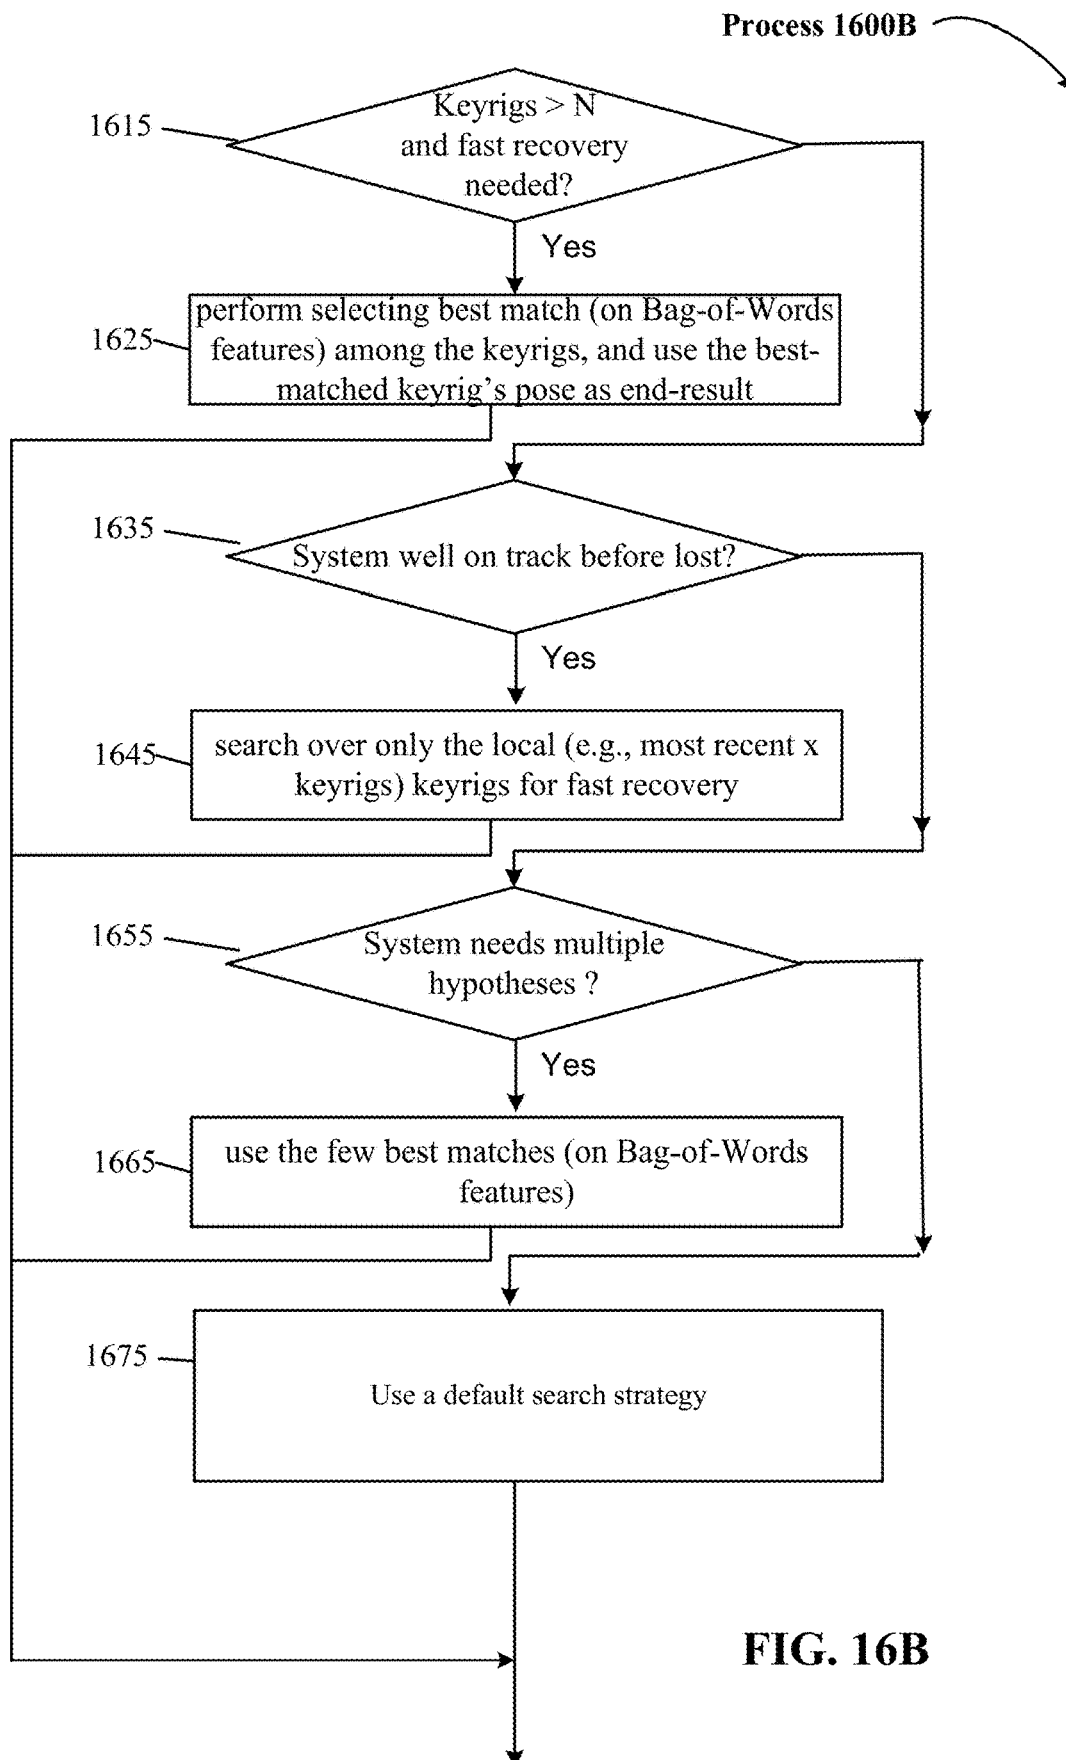 Process 1600B
1615
Keyrigs > N
and fast recovery
needed?
Yes
1625
perform selecting best match (on Bag-of-Words
features) among the keyrigs, and use the best-
matched keyrig's pose as end-result
1635
System well on track before lost?
Yes
1645
search over only the local (e.g., most recent x
keyrigs) keyrigs for fast recovery
1655
System needs multiple
hypotheses ?
Yes
1665
use the few best matches (on Bag-of-Words
features)
1675
Use a default search strategy
FIG. 16B